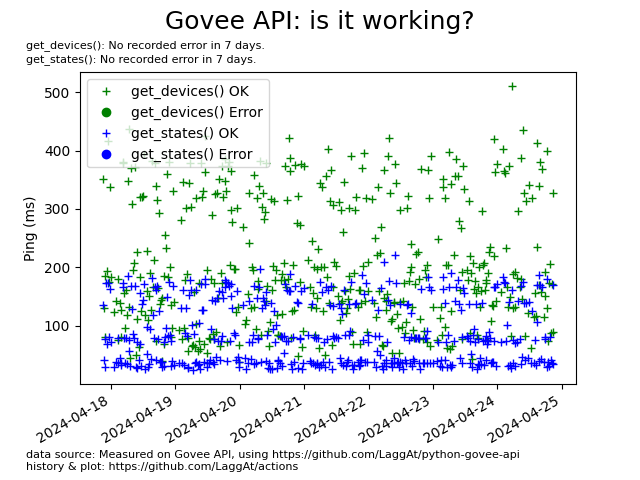 Govee API: is it working?
get_devices(): No recorded error in 7 days.
get_states(): No recorded error in 7 days.
get_devices() OK
get_devices() Error
get_states() OK
get_states() Error
Ping (ms)
500
400
300
200
100
2024-04-18
2024-04-19
2024-04-20
2024-04-21
2024-04-22
2024-04-23
2024-04-24
2024-04-25
data source: Measured on Govee API, using https://github.com/LaggAt/python-govee-api
history & plot: https://github.com/LaggAt/actions